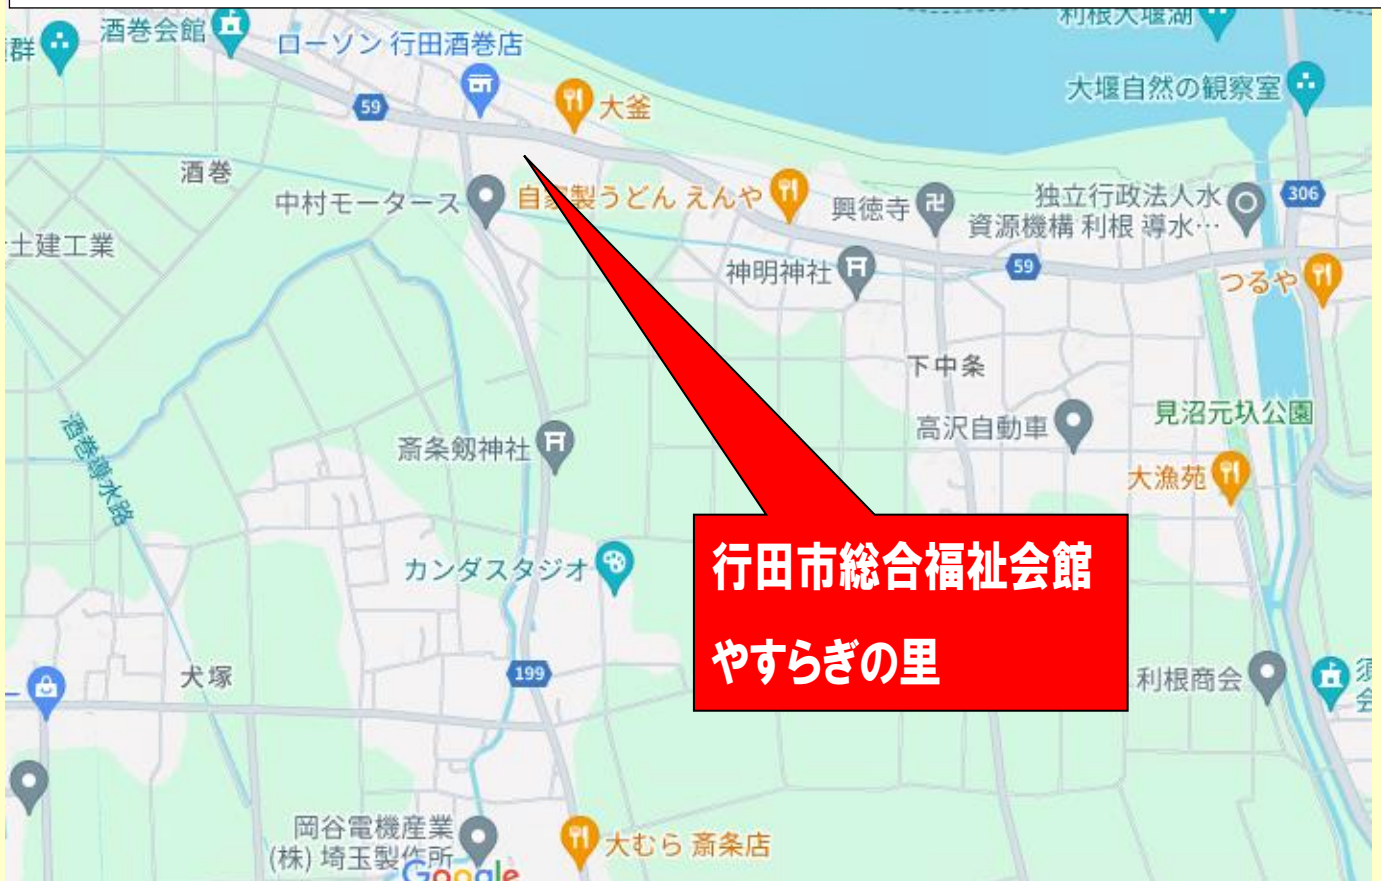 酒巻会館
利根大堰湖
群
ローソン 行田酒巻店
大堰自然の観察室
59
大釜
酒巻
中村モータース
自家製うどん えんや
興徳寺
独立行政法人水
資源機構 利根 導水…
306
土建工業
神明神社
59
つるや
下中条
酒巻導水路
斎条剱神社
高沢自動車
見沼元圦公園
大漁苑
カンダスタジオ
行田市総合福祉会館
やすらぎの里
犬塚
199
利根商会
須
会
岡谷電機産業
(株) 埼玉製作所
大むら 斎条店
Google